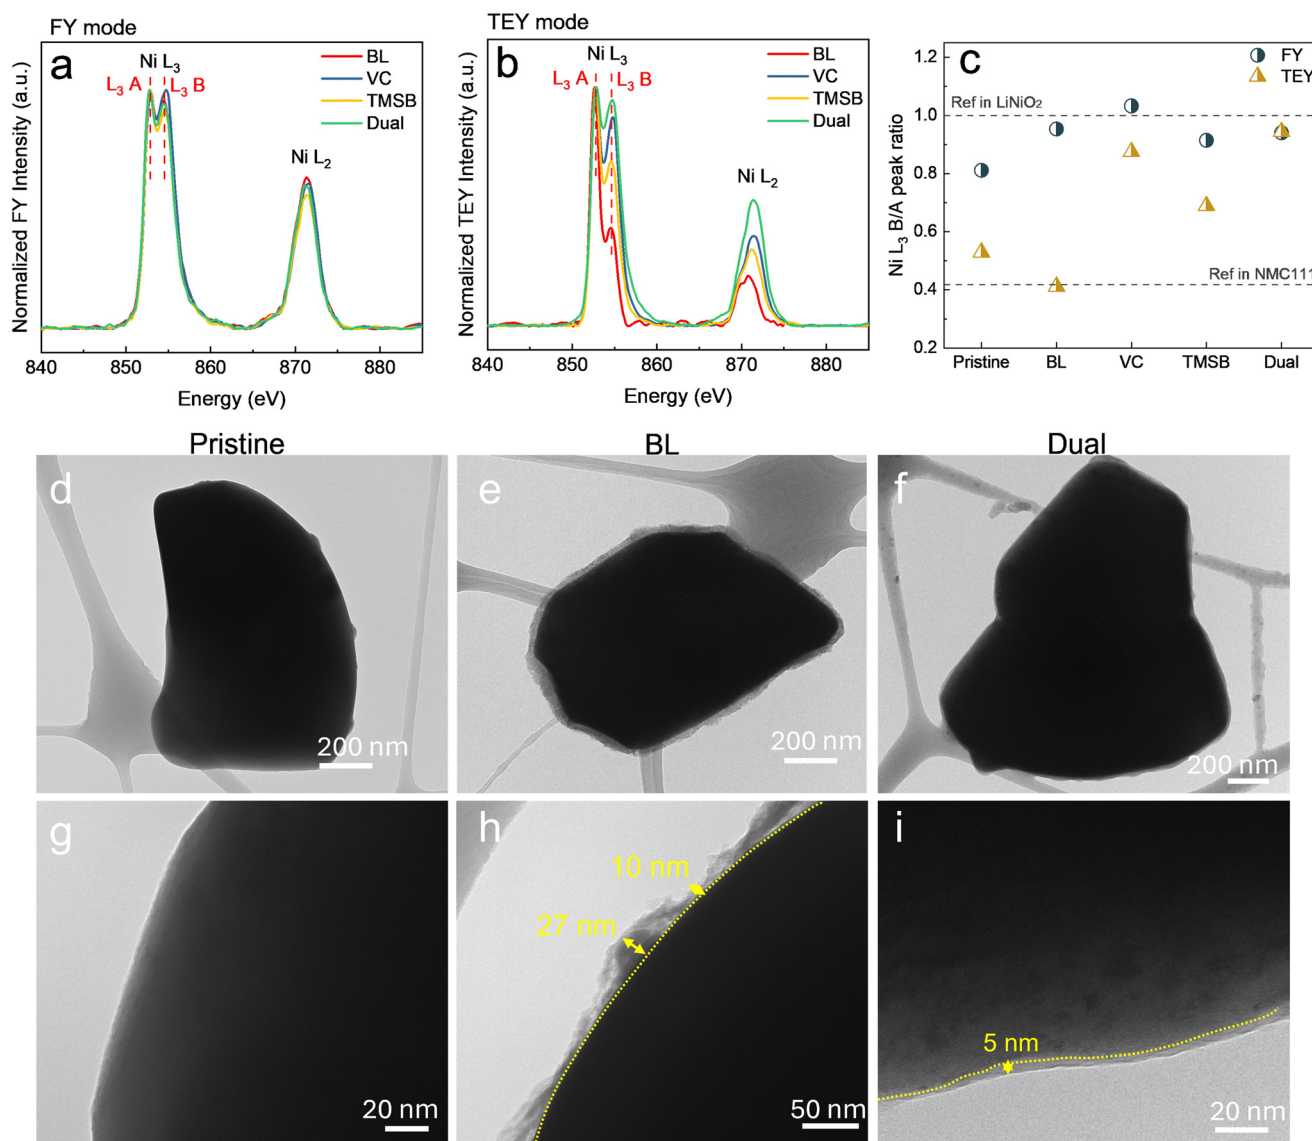 FY mode
a
Ni L₃
L₃ A
L₃ B
BL
VC
TMSB
Dual
Ni L₂
Normalized FY Intensity (a.u.)
840 850 860 870 880
Energy (eV)
TEY mode
b
Ni L₃
L₃ A
L₃ B
BL
VC
TMSB
Dual
Ni L₂
Normalized TEY Intensity (a.u.)
840 850 860 870 880
Energy (eV)
c
FY
TEY
Ref in LiNiO₂
Ref in NMC111
Ni L₃ B/A peak ratio
1.2
1.0
0.8
0.6
0.4
0.2
Pristine BL VC TMSB Dual
Pristine
d
200 nm
BL
e
200 nm
Dual
f
200 nm
g
20 nm
h
10 nm
27 nm
50 nm
i
5 nm
20 nm